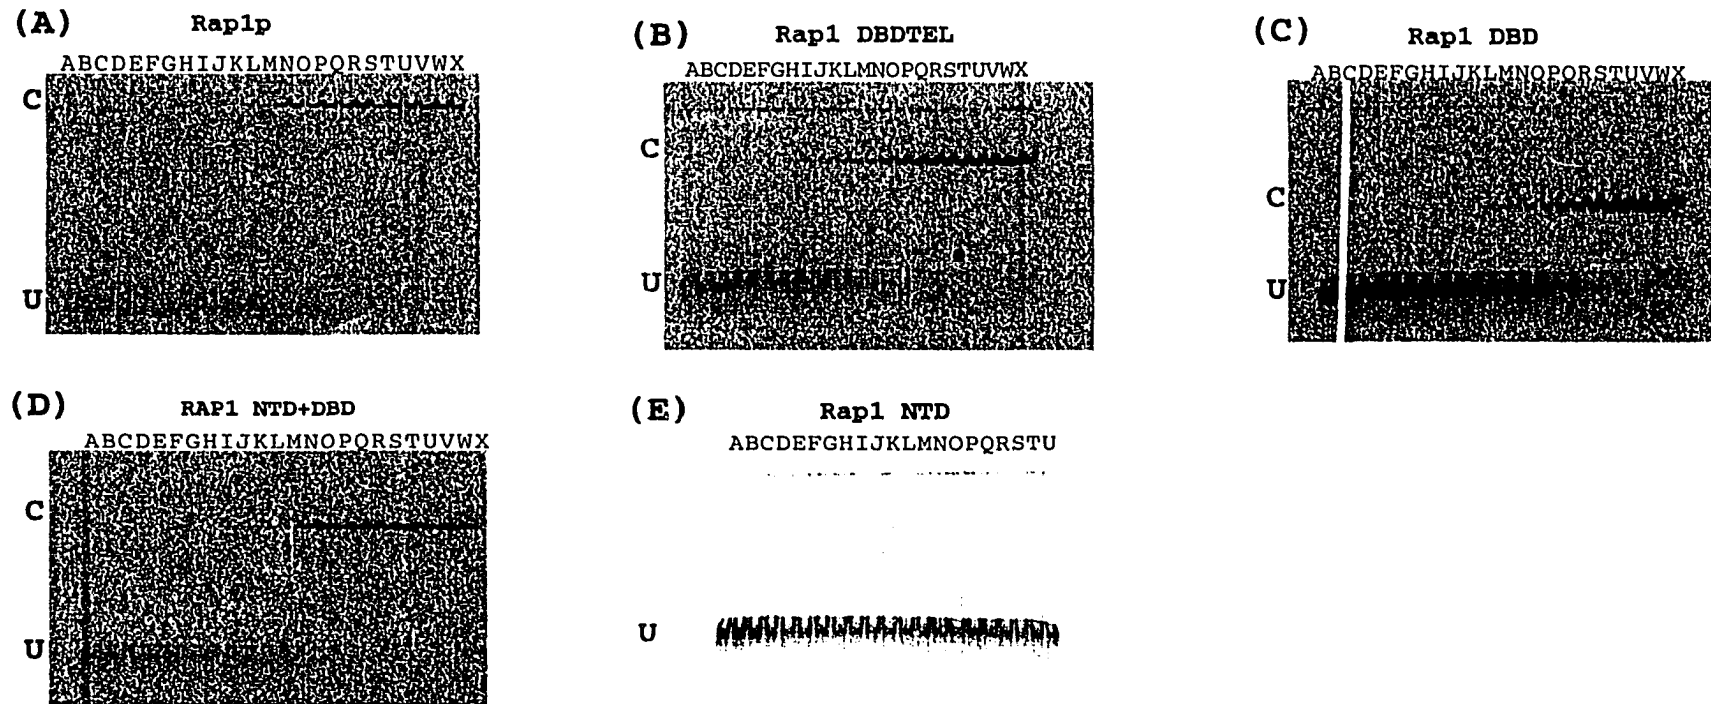 (A) Rap1p
ABCDEFGHIJKLMNOPQRSTUVWX
C
U
(B) Rap1 DBDTEL
ABCDEFGHIJKLMNOPQRSTUVWX
C
U
(C) Rap1 DBD
ABCDEFGHIJKLMNOPQRSTUVWX
C
U
(D) RAP1 NTD+DBD
ABCDEFGHIJKLMNOPQRSTUVWX
C
U
(E) Rap1 NTD
ABCDEFGHIJKLMNOPQRSTU
U